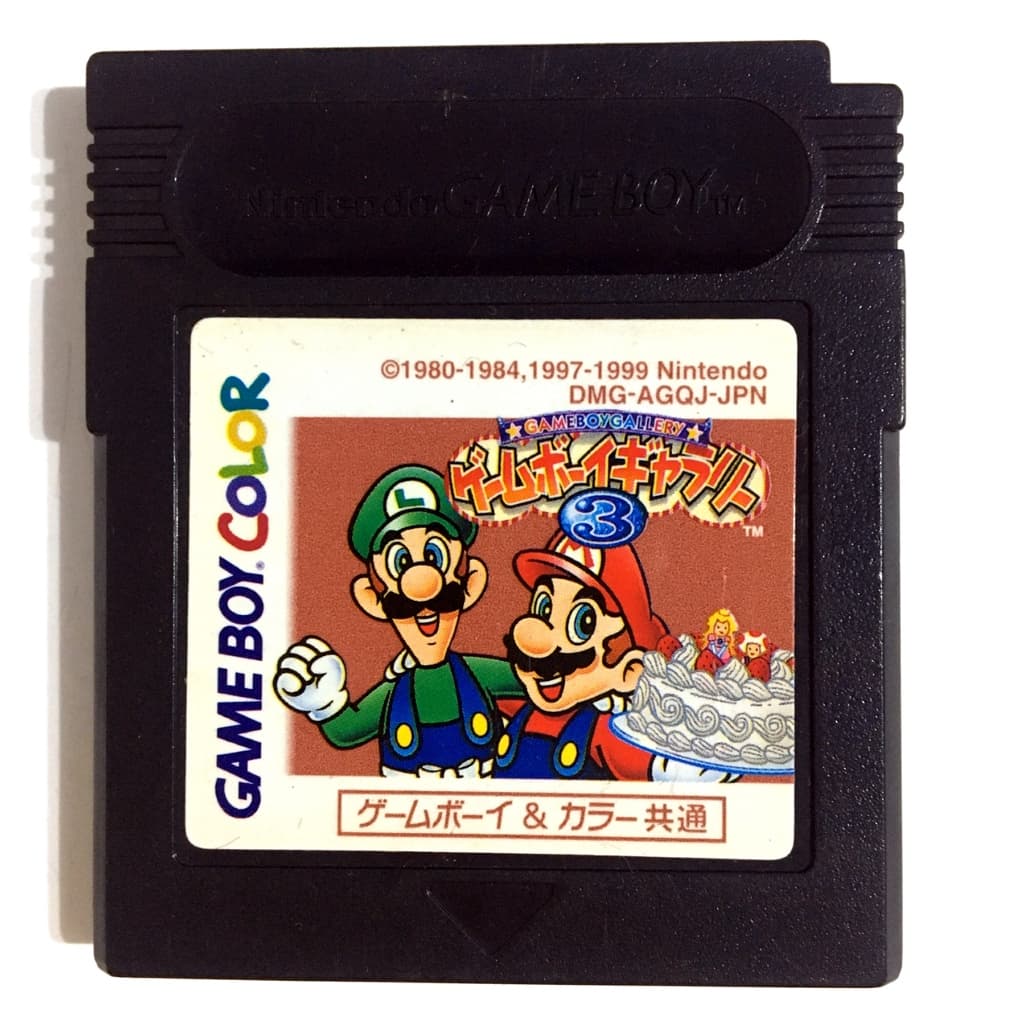 Nintendo GAME BOY™
©1980-1984,1997-1999 Nintendo
DMG-AGQJ-JPN
GAME BOY® COLOR
GAMEBOYGALLERY
ゲームボーイギャラリー
3
™
L
M
ゲームボーイ & カラー共通